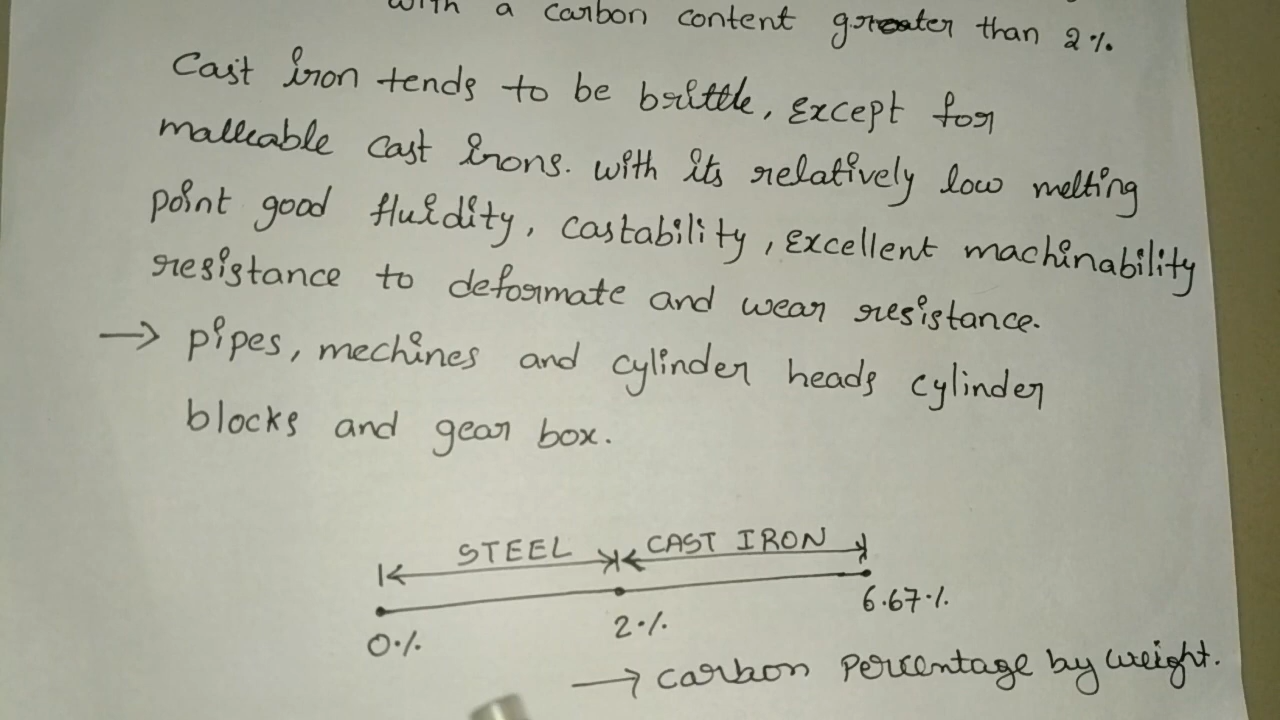 with a carbon content greater than 2%.
Cast iron tends to be brittle, except for
malleable cast irons. with its relatively low melting
point good fluidity, castability, excellent machinability
resistance to deformate and wear resistance.
→ pipes, mechines and cylinder heads cylinder
blocks and gear box.
STEEL CAST IRON
0% 2% 6.67%
→ carbon percentage by weight.